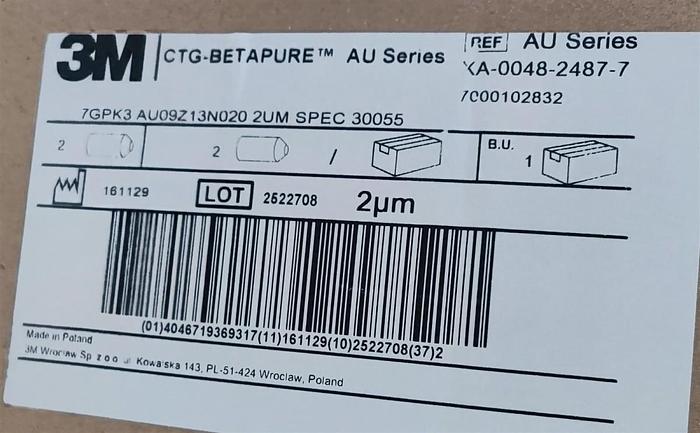 3M CTG-BETAPURE™ AU Series
REF AU Series
XA-0048-2487-7
7000102832
7GPK3 AU09Z13N020 2UM SPEC 30055
2 2 / B.U. 1
161129 LOT 2522708 2µm
(01)4046719369317(11)161129(10)2522708(37)2
Made in Poland
3M Wrocław Sp z o o ul Kowalska 143, PL-51-424 Wroclaw, Poland